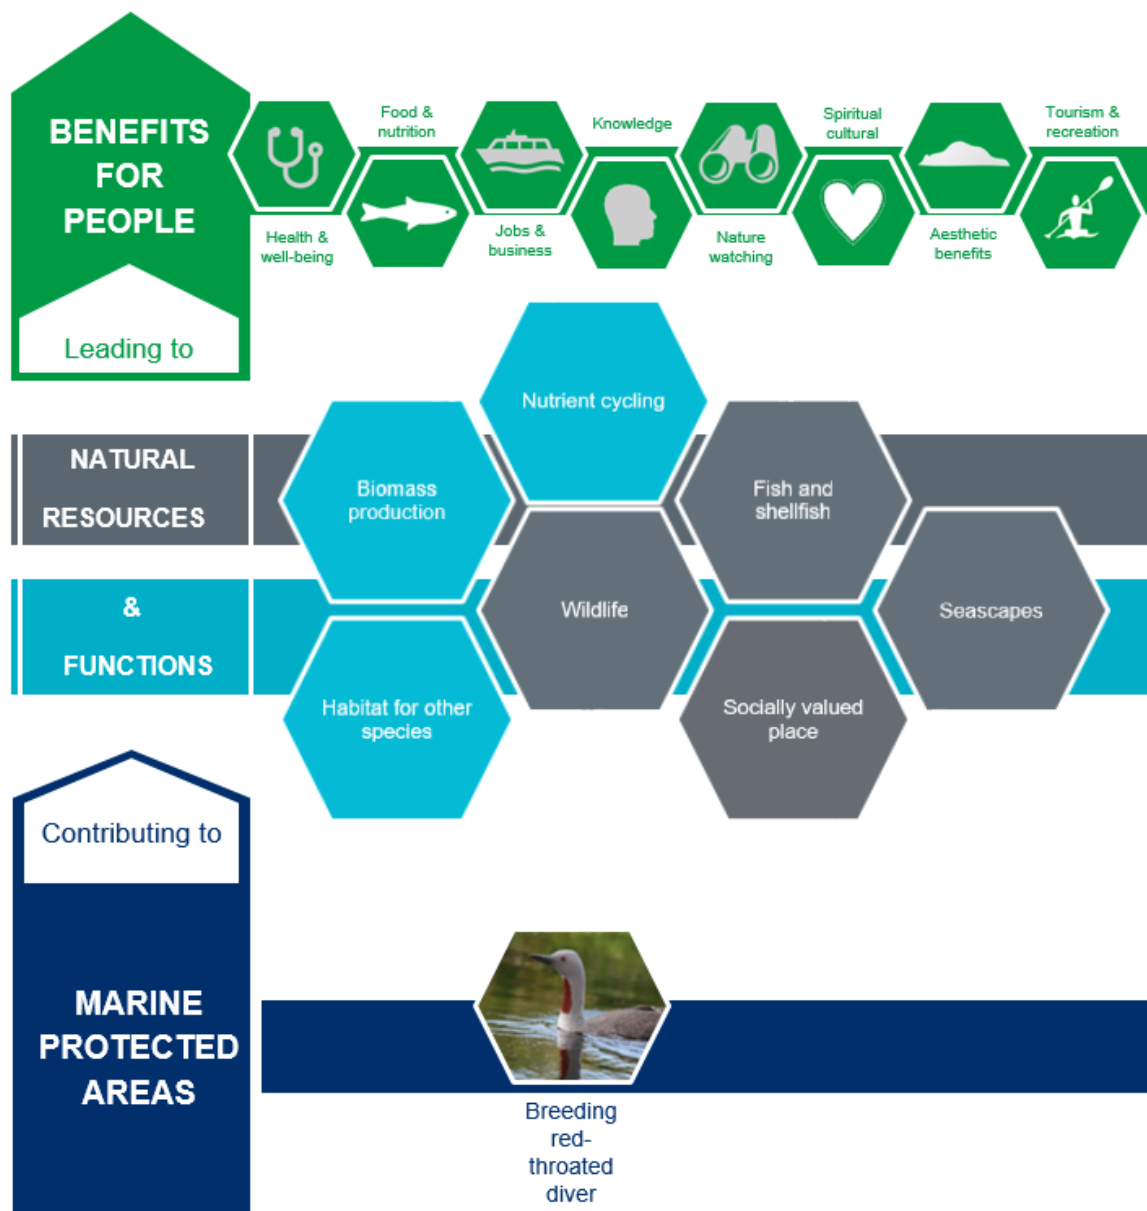 BENEFITS
FOR
PEOPLE
Leading to
Health &
well-being
Food &
nutrition
Jobs &
business
Knowledge
Nature
watching
Spiritual
cultural
Aesthetic
benefits
Tourism &
recreation
NATURAL
RESOURCES
&
FUNCTIONS
Nutrient cycling
Biomass
production
Fish and
shellfish
Wildlife
Seascapes
Habitat for other
species
Socially valued
place
Contributing to
MARINE
PROTECTED
AREAS
Breeding
red-
throated
diver